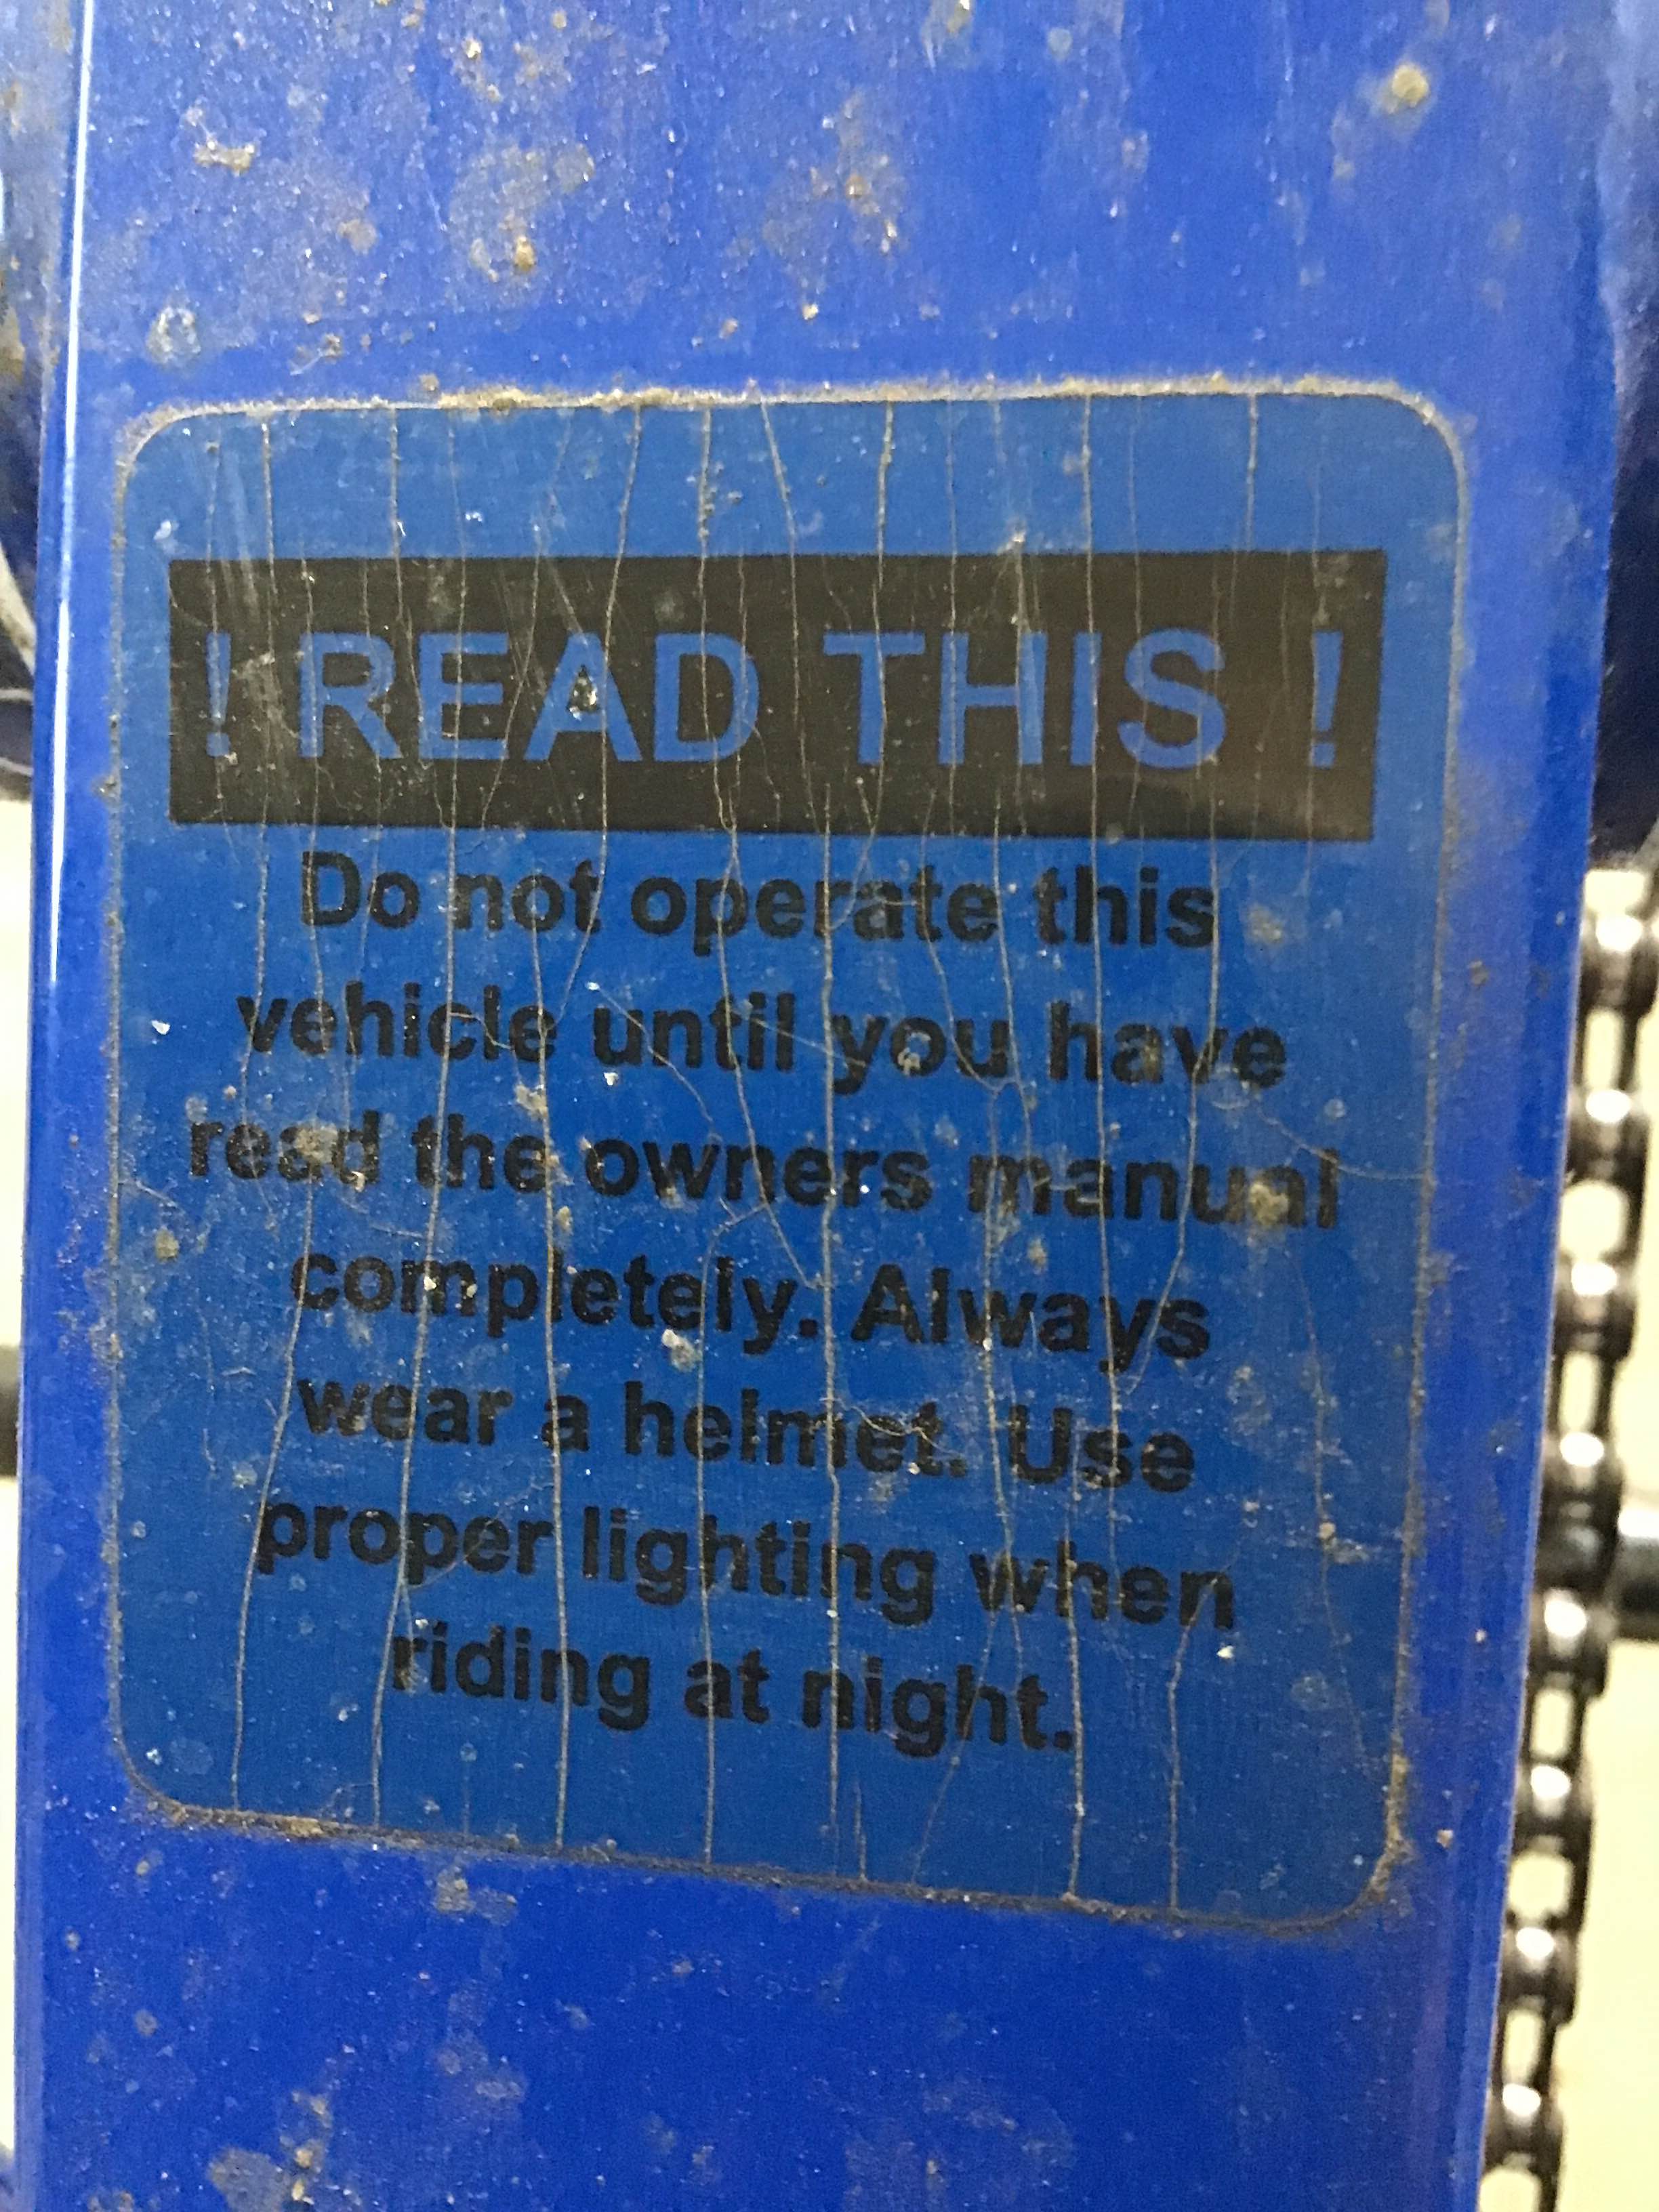 ! READ THIS !
Do not operate this
vehicle until you have
read the owners manual
completely. Always
wear a helmet. Use
proper lighting when
riding at night.